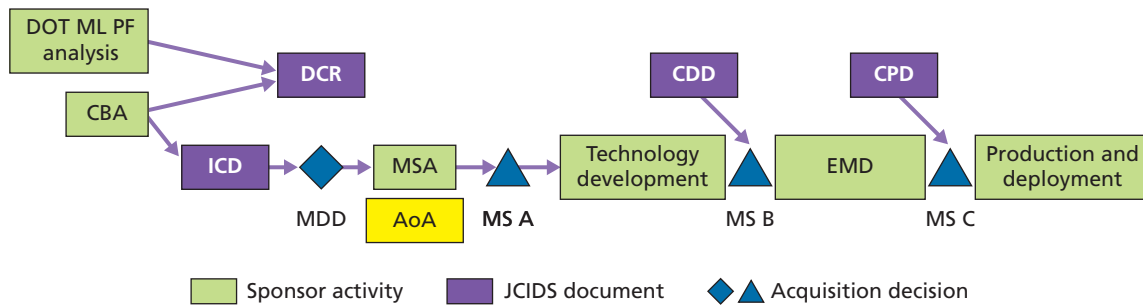 DOT ML PF
analysis
DCR
CDD
CPD
CBA
ICD
MSA
Technology
development
EMD
Production and
deployment
MDD
AoA
MS A
MS B
MS C
Sponsor activity
JCIDS document
Acquisition decision